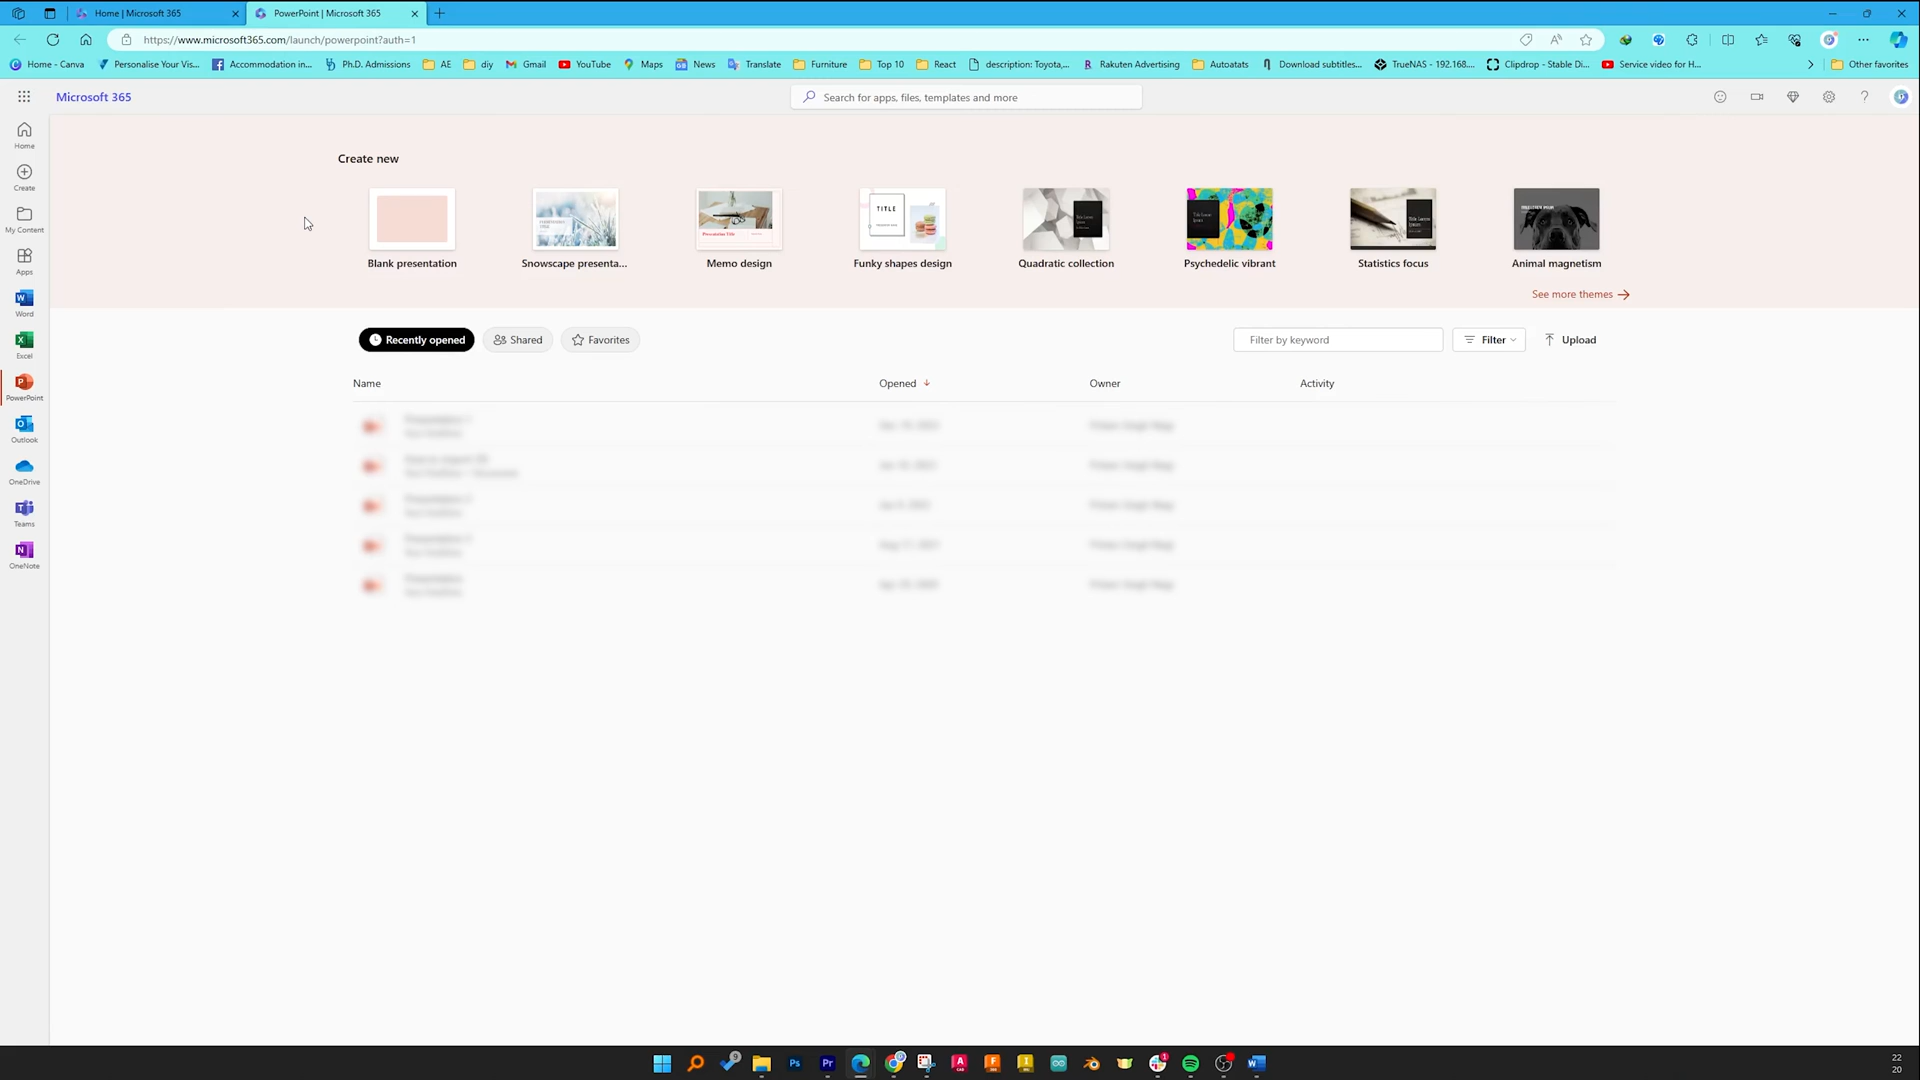 Home | Microsoft 365
PowerPoint | Microsoft 365
https://www.microsoft365.com/launch/powerpoint?auth=1
Home - Canva
Personalise Your Vis...
Accommodation in...
Ph.D. Admissions
AE
diy
Gmail
YouTube
Maps
News
Translate
Furniture
Top 10
React
description: Toyota,...
Rakuten Advertising
Autoatats
Download subtitles...
TrueNAS - 192.168....
Clipdrop - Stable Di...
Service video for H...
Other favorites
Microsoft 365
Search for apps, files, templates and more
Home
Create
My Content
Apps
Word
Excel
PowerPoint
Outlook
OneDrive
Teams
OneNote
Create new
TITLE
Blank presentation
Snowscape presenta...
Memo design
Funky shapes design
Quadratic collection
Psychedelic vibrant
Statistics focus
Animal magnetism
See more themes
Recently opened
Shared
Favorites
Filter by keyword
Filter
Upload
Name
Opened
Owner
Activity
22
20